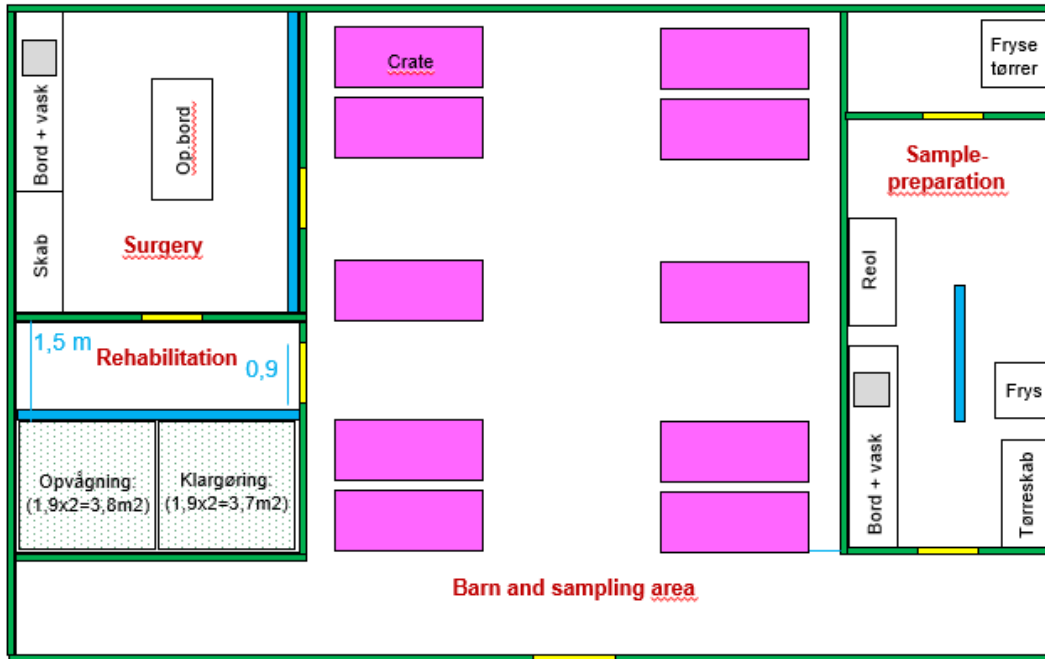 Bord + vask
Skab
Op.bord
Surgery
Crate
Fryse
tørrer
Sample-
preparation
Reol
Frys
Bord + vask
Tørreskab
1,5 m
Rehabilitation
0,9
Opvågning:
(1,9x2=3,8m2)
Klargøring:
(1,9x2=3,7m2)
Barn and sampling area